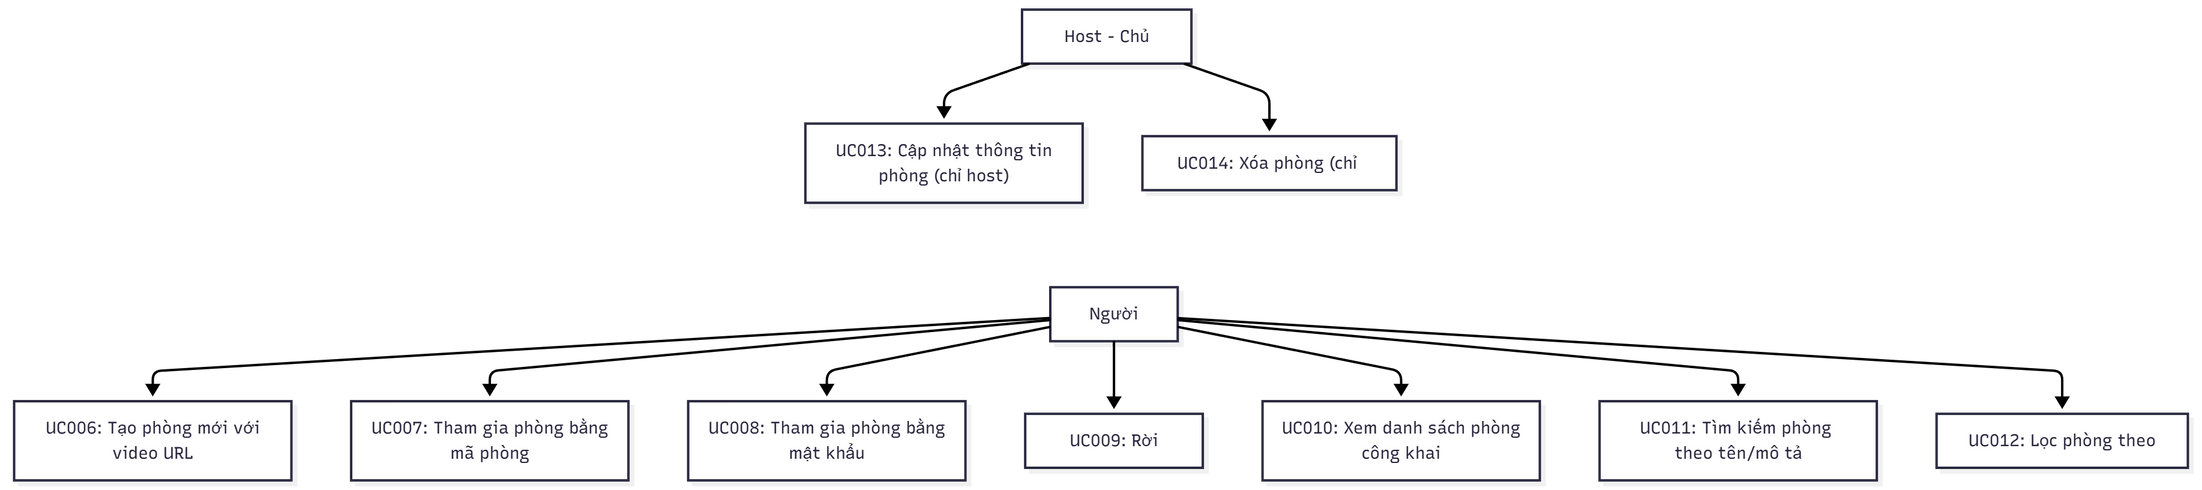 Host - Chủ
UC013: Cập nhật thông tin
phòng (chỉ host)
UC014: Xóa phòng (chỉ
Người
UC006: Tạo phòng mới với
video URL
UC007: Tham gia phòng bằng
mã phòng
UC008: Tham gia phòng bằng
mật khẩu
UC009: Rời
UC010: Xem danh sách phòng
công khai
UC011: Tìm kiếm phòng
theo tên/mô tả
UC012: Lọc phòng theo